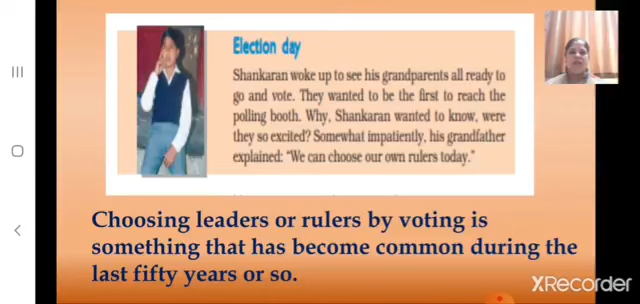 Election day
Shankaran woke up to see his grandparents all ready to
go and vote. They wanted to be the first to reach the
polling booth. Why, Shankaran wanted to know, were
they so excited? Somewhat impatiently, his grandfather
explained: "We can choose our own rulers today."
Choosing leaders or rulers by voting is
something that has become common during the
last fifty years or so.
XRecorder